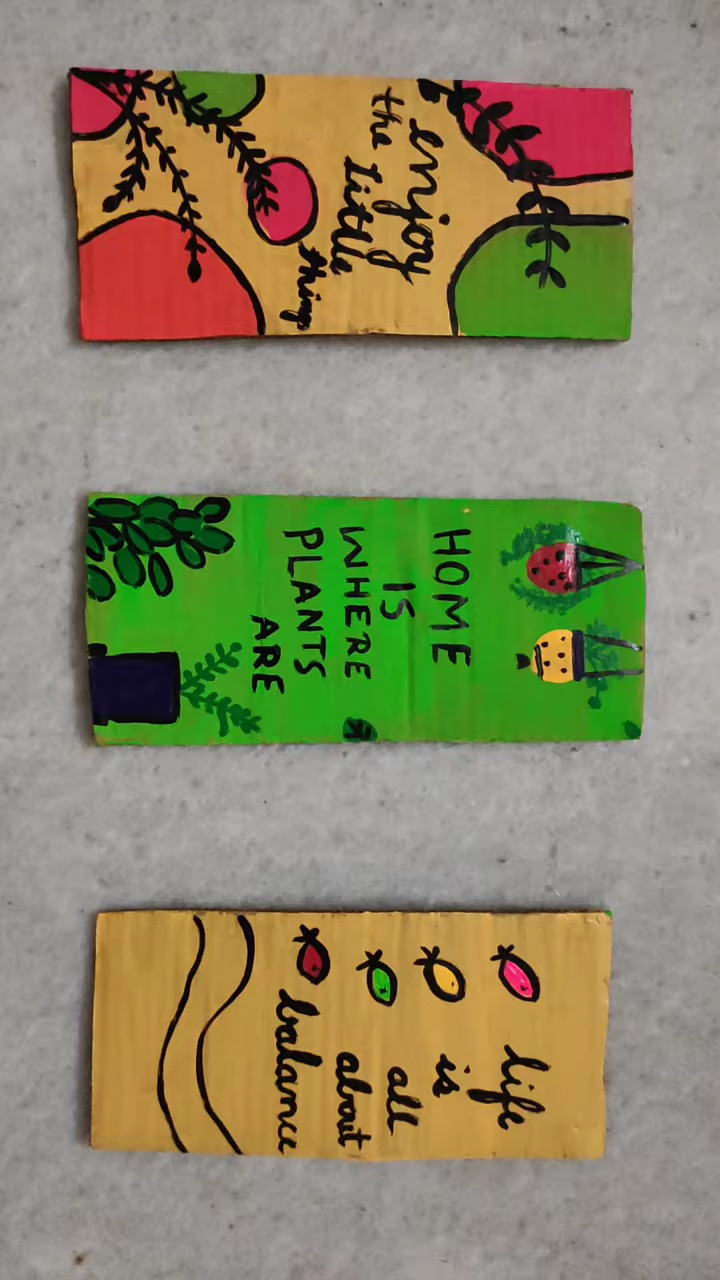 enjoy
the little
things
HOME
IS
WHERE
PLANTS
ARE
life
is
all
about
balance